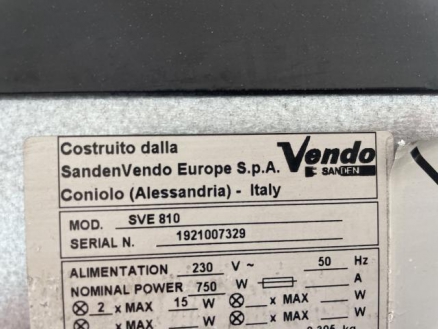 Costruito dalla
SandenVendo Europe S.p.A.
Coniolo (Alessandria) - Italy
Vendo
SANDEN
MOD. SVE 810
SERIAL N. 1921007329
ALIMENTATION 230 V ~ 50 Hz
NOMINAL POWER 750 W A
2 x MAX 15 W x MAX W
x MAX W x MAX W